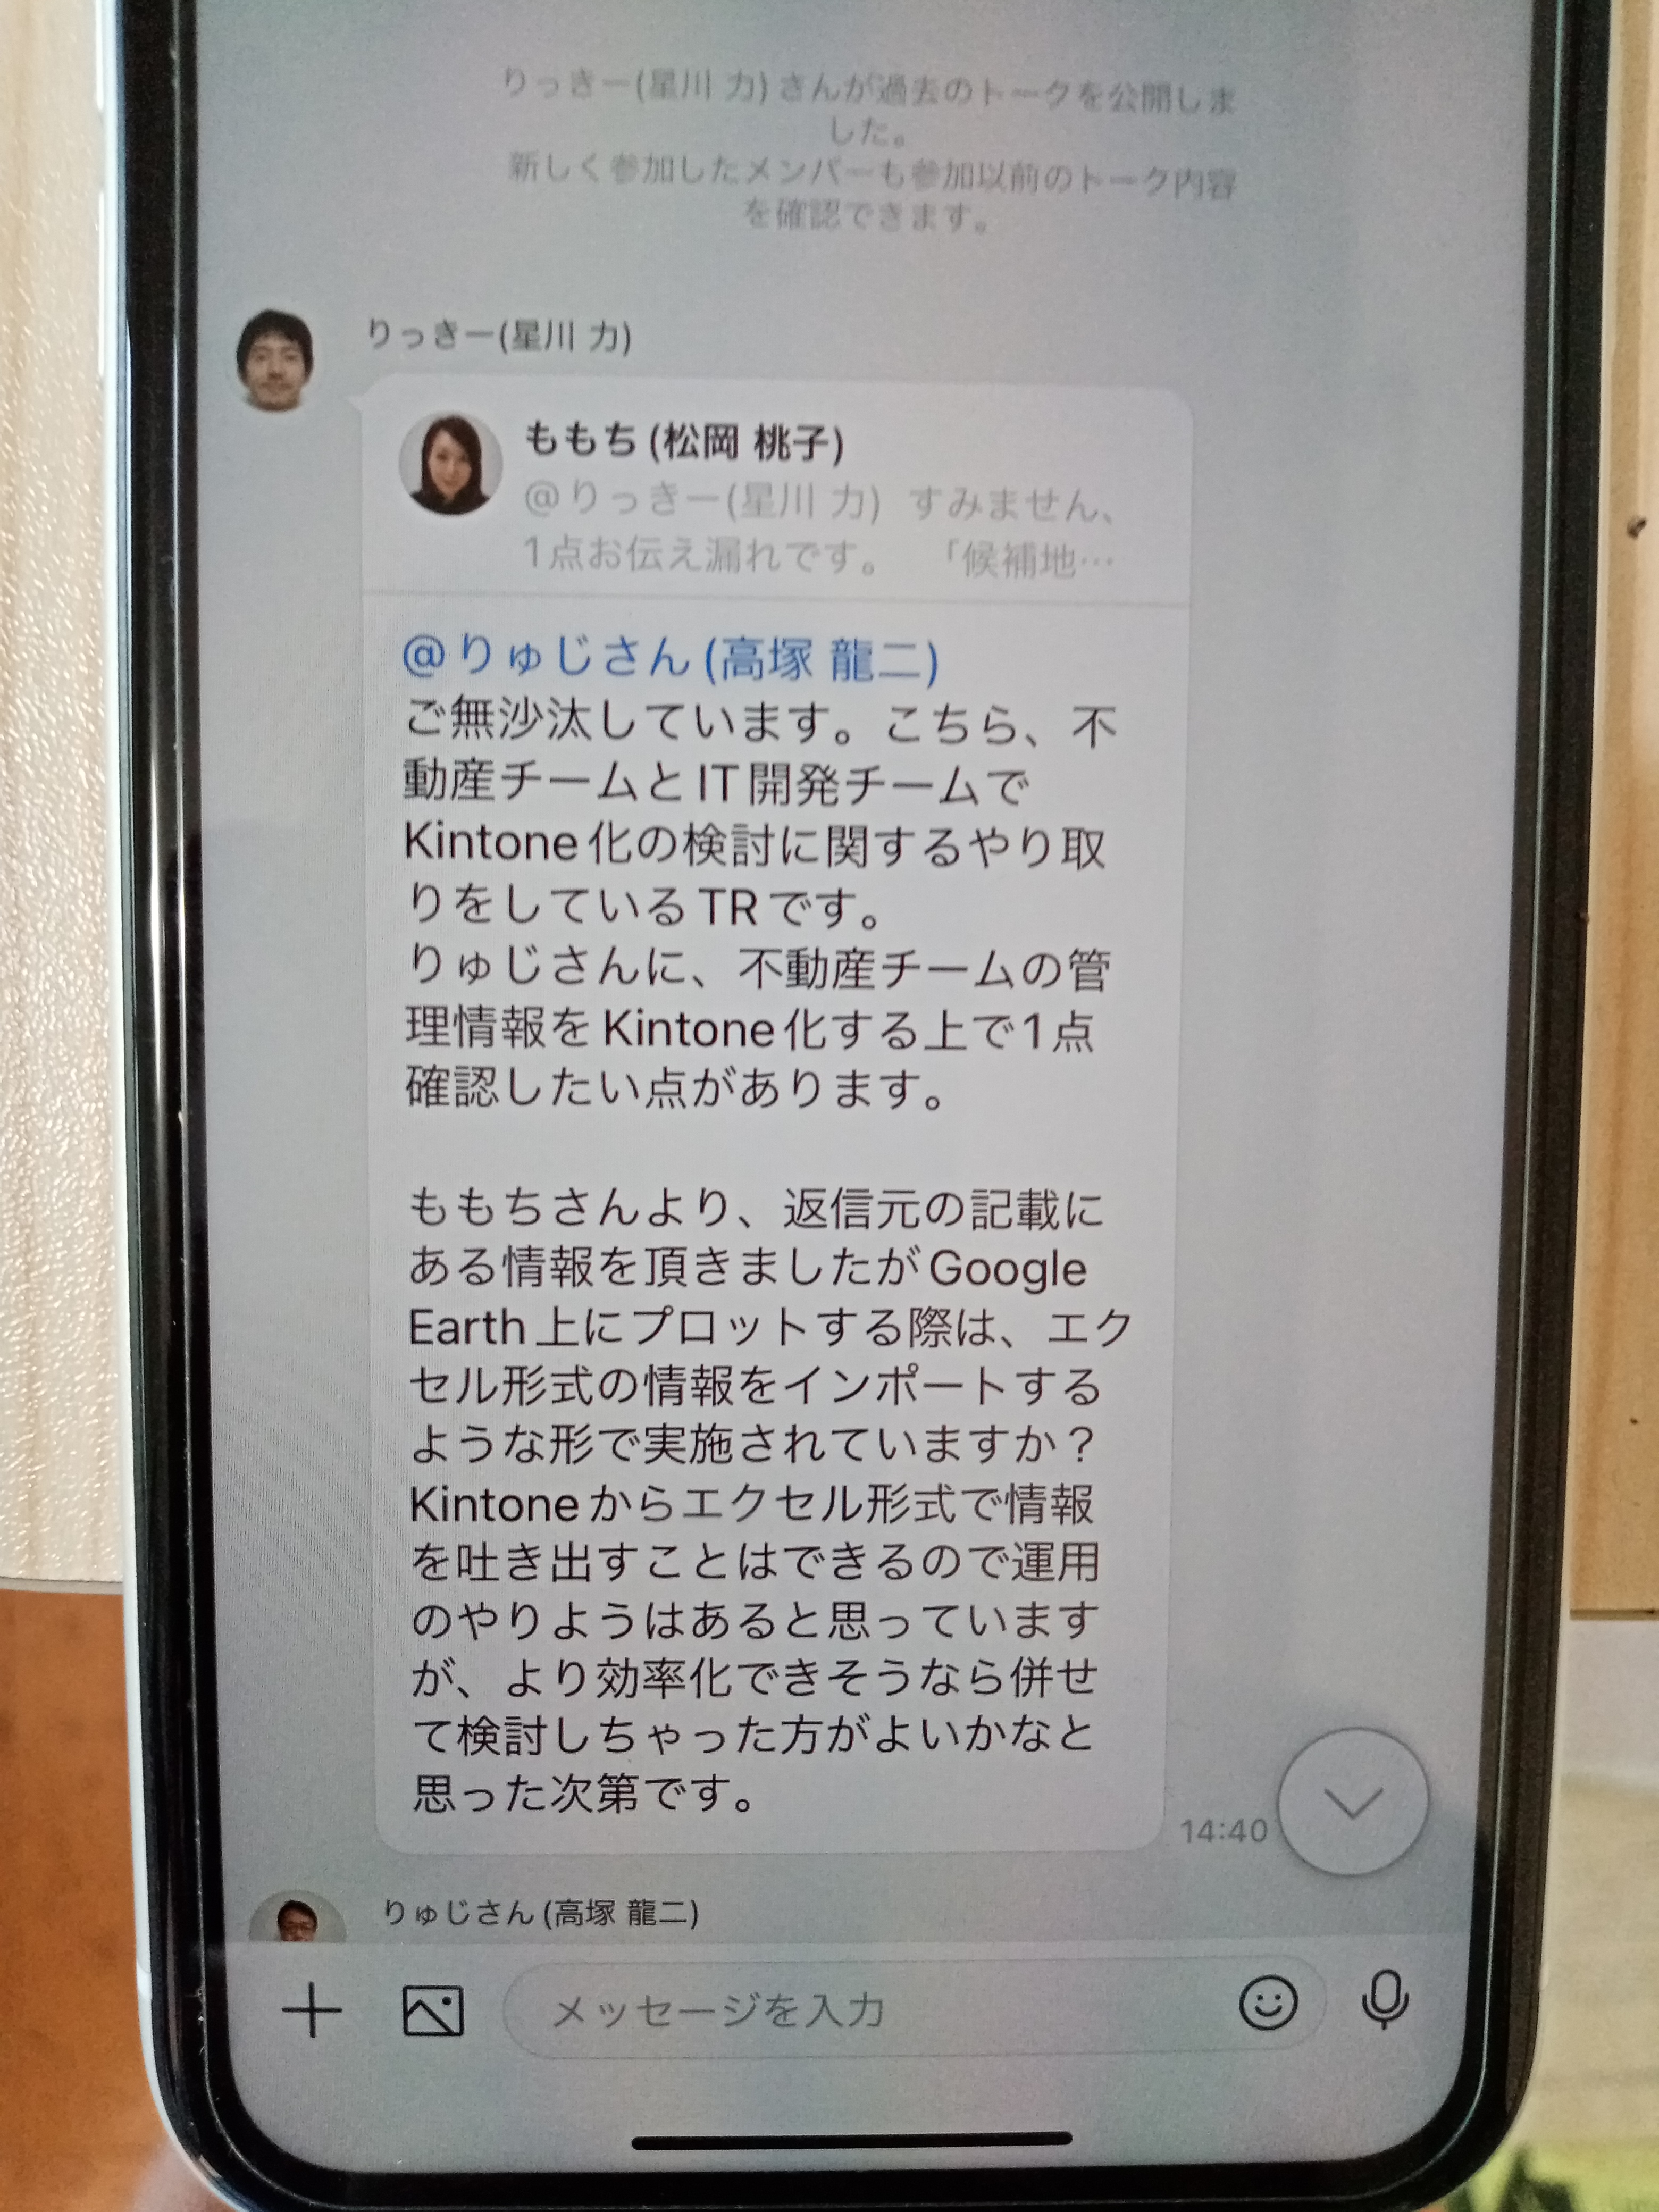 りっきー(星川 力)さんが過去のトークを公開しま
した。
新しく参加したメンバーも参加以前のトーク内容
を確認できます。
りっきー(星川 力)
ももち(松岡 桃子)
@りっきー(星川 力) すみません、
1点お伝え漏れです。 「候補地…
@りゅじさん(高塚 龍二)
ご無沙汰しています。こちら、不
動産チームとIT開発チームで
Kintone化の検討に関するやり取
りをしているTRです。
りゅじさんに、不動産チームの管
理情報をKintone化する上で1点
確認したい点があります。
ももちさんより、返信元の記載に
ある情報を頂きましたがGoogle
Earth上にプロットする際は、エク
セル形式の情報をインポートする
ような形で実施されていますか？
Kintoneからエクセル形式で情報
を吐き出すことはできるので運用
のやりようはあると思っています
が、より効率化できそうなら併せ
て検討しちゃった方がよいかなと
思った次第です。
14:40
りゅじさん(高塚 龍二)
メッセージを入力